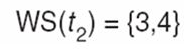 WS(t₂) = {3,4}